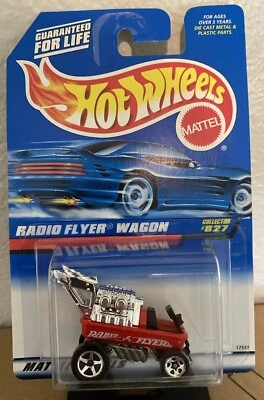 GUARANTEED
FOR LIFE
FOR AGES
OVER 3 YEARS.
DIE CAST METAL &
PLASTIC PARTS.
Hot Wheels
MATTEL
RADIO FLYER® WAGON
COLLECTOR
#827
RADIO FLYER
MAT